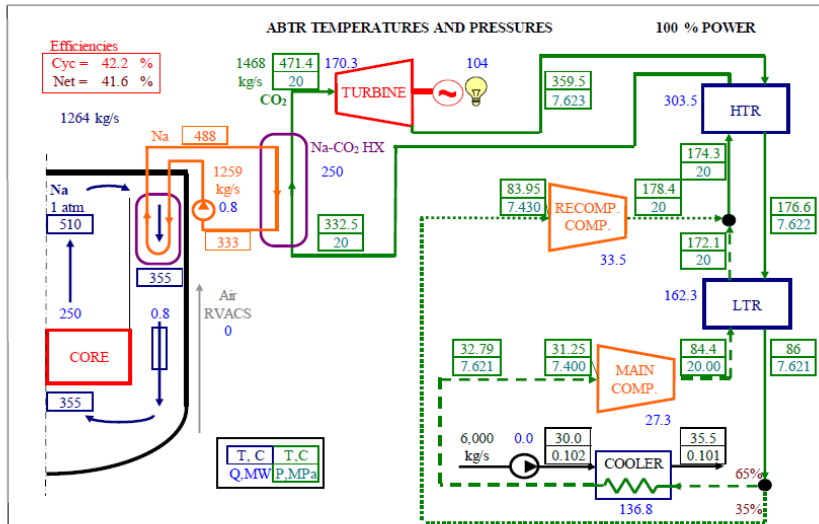 ABTR TEMPERATURES AND PRESSURES
100 % POWER
Efficiencies
Cyc = 42.2 %
Net = 41.6 %
1264 kg/s
Na
1 atm
510
250
CORE
355
355
0.8
Air
RVACS
0
Na
488
1259
kg/s
0.8
333
Na-CO₂ HX
250
1468
kg/s
471.4
20
CO₂
170.3
TURBINE
104
332.5
20
359.5
7.623
303.5
HTR
174.3
20
83.95
7.430
RECOMP.
COMP.
178.4
20
33.5
176.6
7.622
172.1
20
162.3
LTR
32.79
7.621
31.25
7.400
MAIN
COMP.
84.4
20.00
27.3
86
7.621
6,000
kg/s
0.0
30.0
0.102
COOLER
35.5
0.101
136.8
65%
35%
T, C
T,C
Q,MW
P,MPa